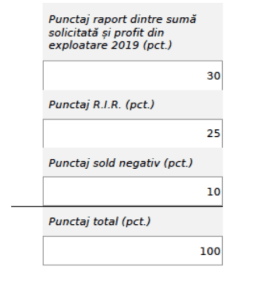 Punctaj raport dintre sumă
solicitată și profit din
exploatare 2019 (pct.)
30
Punctaj R.I.R. (pct.)
25
Punctaj sold negativ (pct.)
10
Punctaj total (pct.)
100